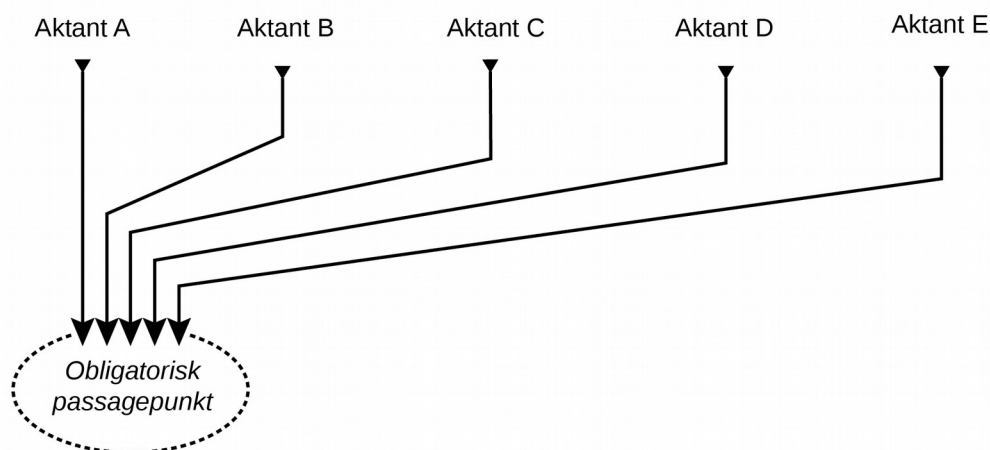 Aktant A
Aktant B
Aktant C
Aktant D
Aktant E
Obligatorisk
passagepunkt